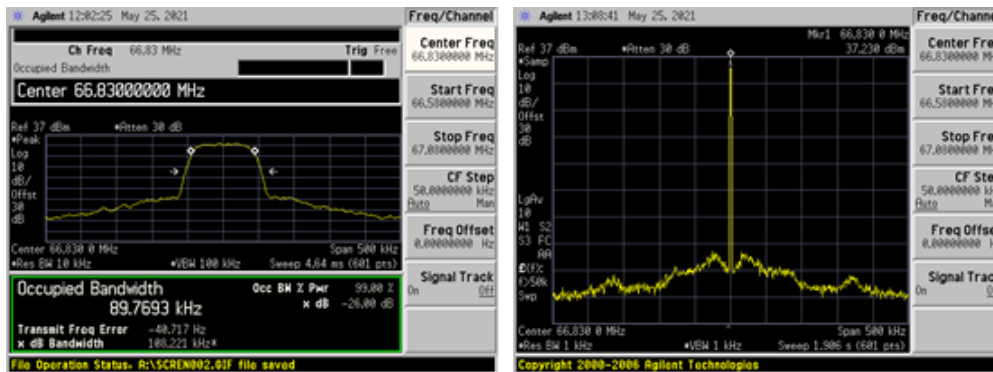 Agilent 12:02:25 May 25, 2021
Freq/Channel
Ch Freq 66.83 MHz Trig Free
Occupied Bandwidth
Center 66.83000000 MHz
Center Freq
66.8300000 MHz
Start Freq
66.5800000 MHz
Stop Freq
67.0800000 MHz
CF Step
50.0000000 kHz
Auto Man
Freq Offset
0.00000000 Hz
Signal Track
On Off
Ref 37 dBm #Atten 30 dB
#Peak
Log
10
dB/
Offst
30
dB
Center 66.830 0 MHz Span 500 kHz
#Res BW 10 kHz #VBW 100 kHz Sweep 4.64 ms (601 pts)
Occupied Bandwidth
89.7693 kHz
Occ BW % Pwr 99.00 %
x dB -26.00 dB
Transmit Freq Error -40.717 Hz
x dB Bandwidth 108.221 kHz*
File Operation Status, A:\SCREN002.GIF file saved
Agilent 13:08:41 May 25, 2021
Freq/Channe
Mkr1 66.830 0 MHz
Ref 37 dBm #Atten 30 dB 37.230 dBm
#Samp
Log
10
dB/
Offst
30
dB
LgAv
10
W1 S2
S3 FC
AA
£(f):
f>50k
Swp
Center 66.830 0 MHz Span 500 kHz
#Res BW 1 kHz #VBW 1 kHz Sweep 1.906 s (601 pts)
Center Fre
66.8300000 MHz
Start Fre
66.5800000 MHz
Stop Fre
67.0800000 MHz
CF Ste
50.0000000 kHz
Auto M
Freq Offse
0.00000000 H
Signal Trac
On O
Copyright 2000-2006 Agilent Technologies